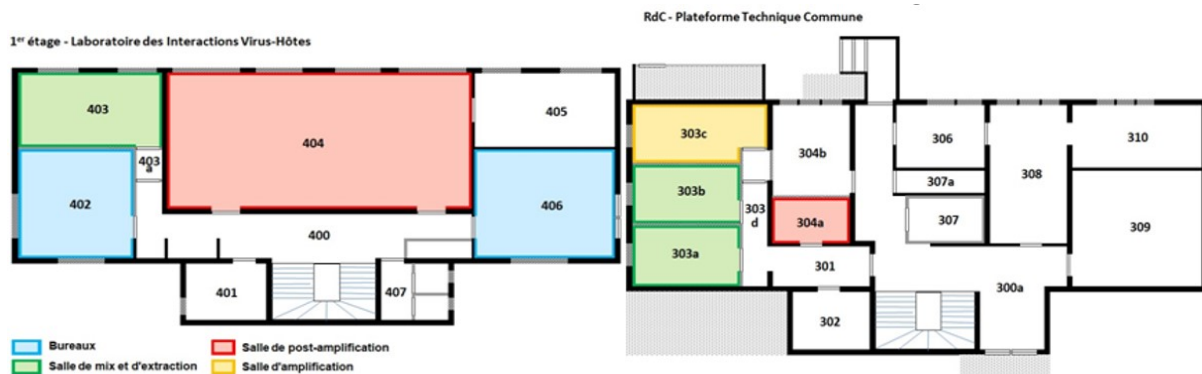 1er étage - Laboratoire des Interactions Virus-Hôtes
403
404
405
403
a
402
406
400
401
407
Bureaux
Salle de post-amplification
Salle de mix et d'extraction
Salle d'amplification
RdC - Plateforme Technique Commune
303c
304b
306
310
308
303b
307a
303
d
304a
307
309
303a
301
300a
302